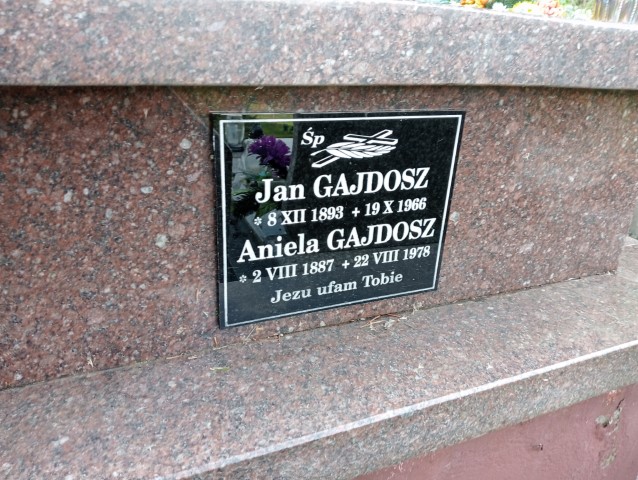 Śp
Jan GAJDOSZ
* 8 XII 1893 + 19 X 1966
Aniela GAJDOSZ
* 2 VIII 1887 + 22 VIII 1978
Jezu ufam Tobie